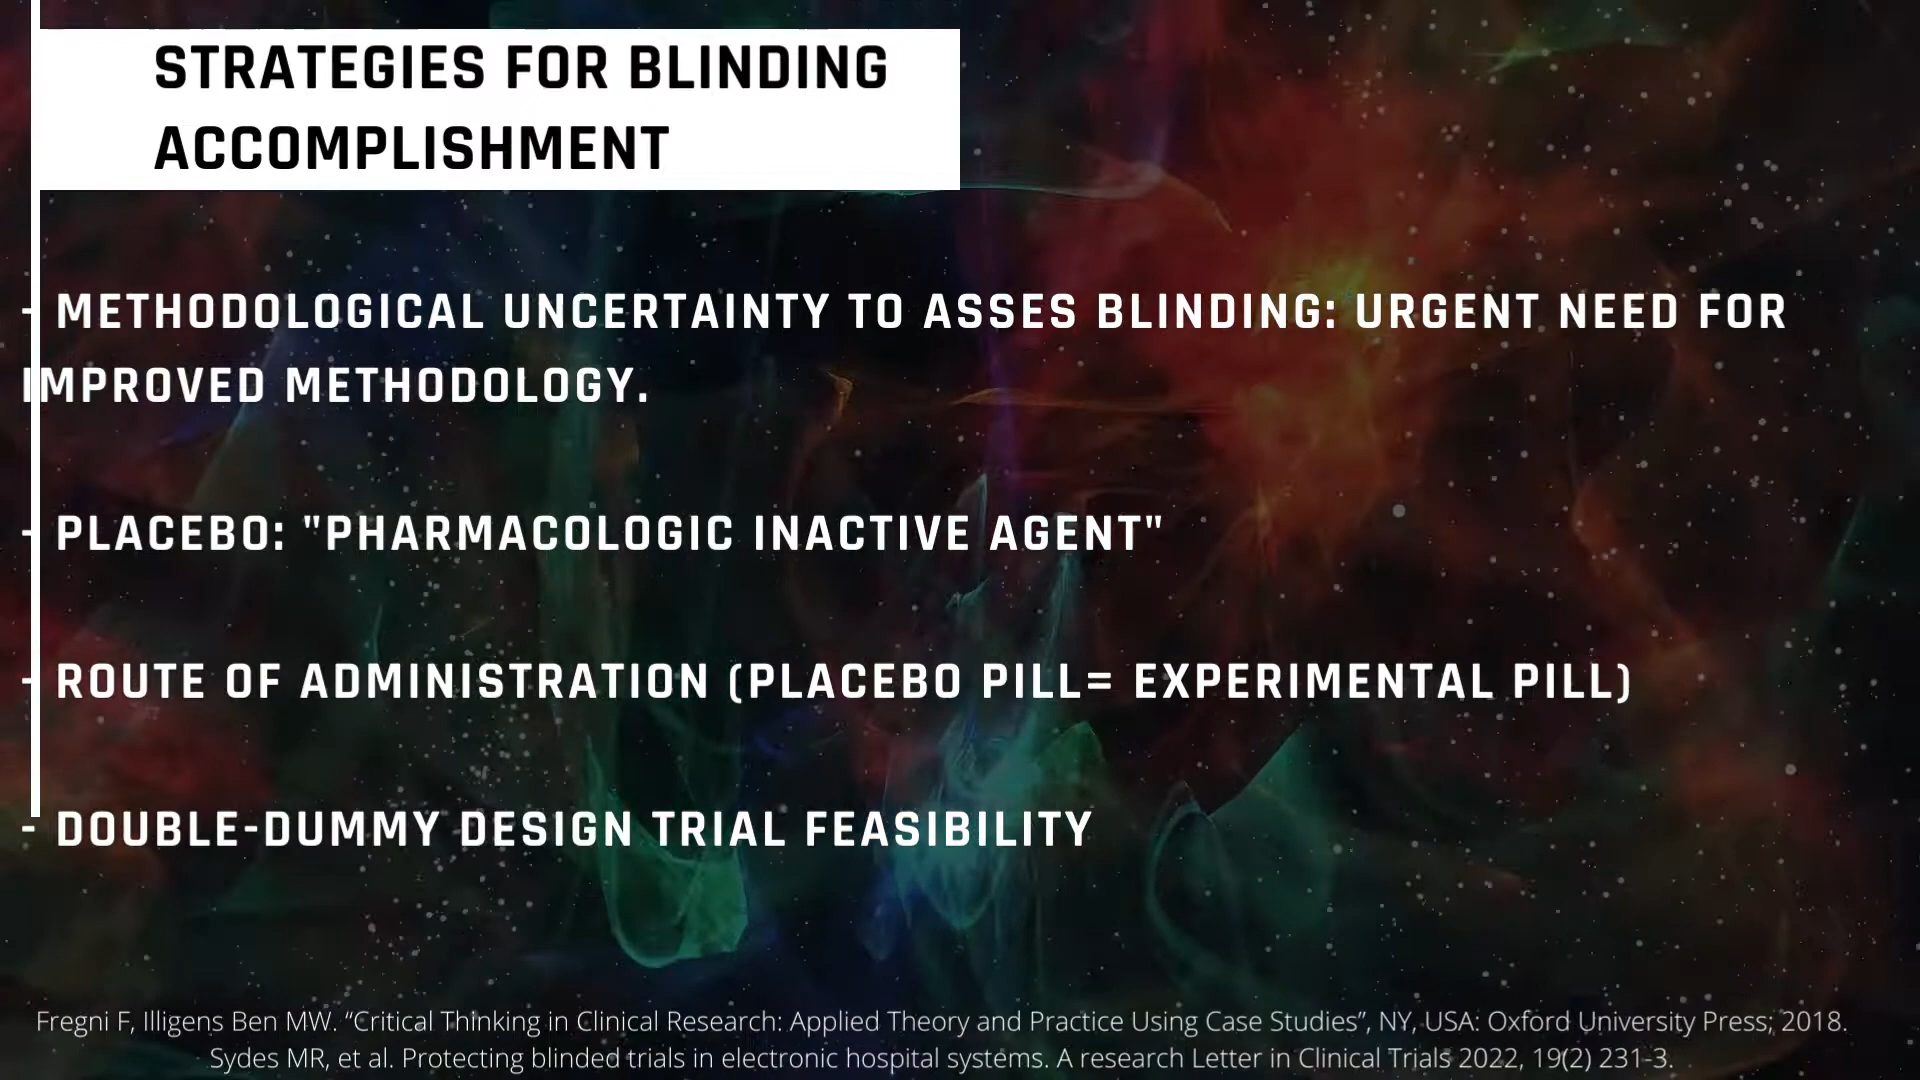 STRATEGIES FOR BLINDING
ACCOMPLISHMENT
- METHODOLOGICAL UNCERTAINTY TO ASSES BLINDING: URGENT NEED FOR
IMPROVED METHODOLOGY.
- PLACEBO: "PHARMACOLOGIC INACTIVE AGENT"
- ROUTE OF ADMINISTRATION (PLACEBO PILL= EXPERIMENTAL PILL)
- DOUBLE-DUMMY DESIGN TRIAL FEASIBILITY
Fregni F, Illigens Ben MW. “Critical Thinking in Clinical Research: Applied Theory and Practice Using Case Studies”, NY, USA: Oxford University Press; 2018.
Sydes MR, et al. Protecting blinded trials in electronic hospital systems. A research Letter in Clinical Trials 2022, 19(2) 231-3.